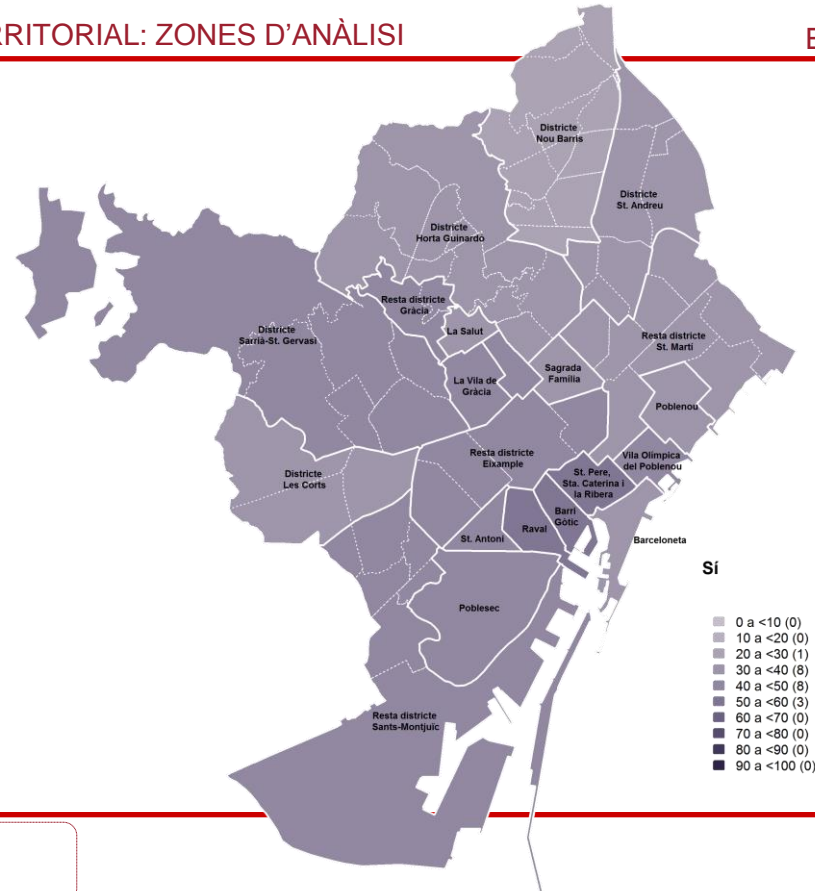 RRITORIAL: ZONES D'ANÀLISI
Districte
Nou Barris
Districte
St. Andreu
Districte
Horta Guinardó
Resta districte
Gràcia
La Salut
Districte
Sarrià-St. Gervasi
Resta districte
St. Martí
Sagrada
Família
La Vila de
Gràcia
Poblenou
Resta districte
Eixample
Vila Olímpica
del Poblenou
Districte
Les Corts
St. Pere,
Sta. Caterina i
la Ribera
Barri
Gòtic
Raval
St. Antoni
Barceloneta
Sí
Poblesec
0 a <10 (0)
10 a <20 (0)
20 a <30 (1)
30 a <40 (8)
40 a <50 (8)
50 a <60 (3)
60 a <70 (0)
70 a <80 (0)
80 a <90 (0)
90 a <100 (0)
Resta districte
Sants-Montjuïc